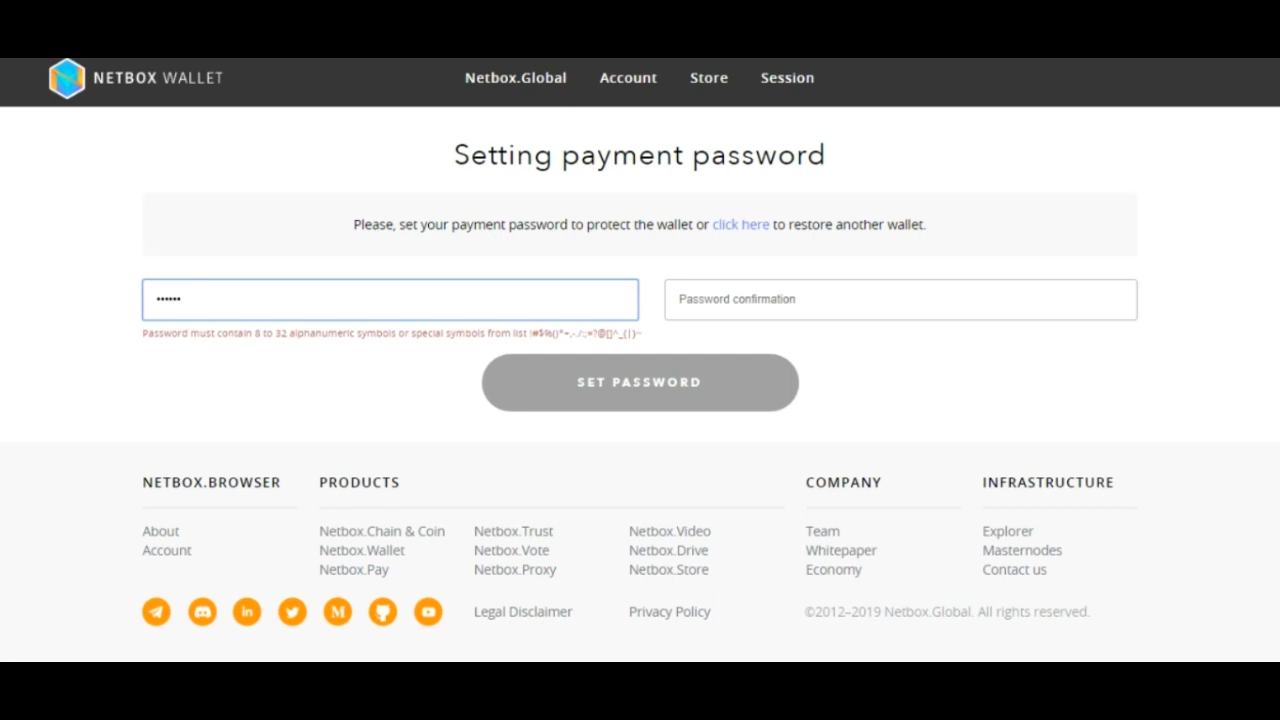 NETBOX WALLET
Netbox.Global Account Store Session
Setting payment password
Please, set your payment password to protect the wallet or click here to restore another wallet.
••••••
Password confirmation
Password must contain 8 to 32 alphanumeric symbols or special symbols from list
SET PASSWORD
NETBOX.BROWSER PRODUCTS COMPANY INFRASTRUCTURE
About Netbox.Chain & Coin Netbox.Trust Netbox.Video Team Explorer
Account Netbox.Wallet Netbox.Vote Netbox.Drive Whitepaper Masternodes
Netbox.Pay Netbox.Proxy Netbox.Store Economy Contact us
in M Legal Disclaimer Privacy Policy ©2012–2019 Netbox.Global. All rights reserved.